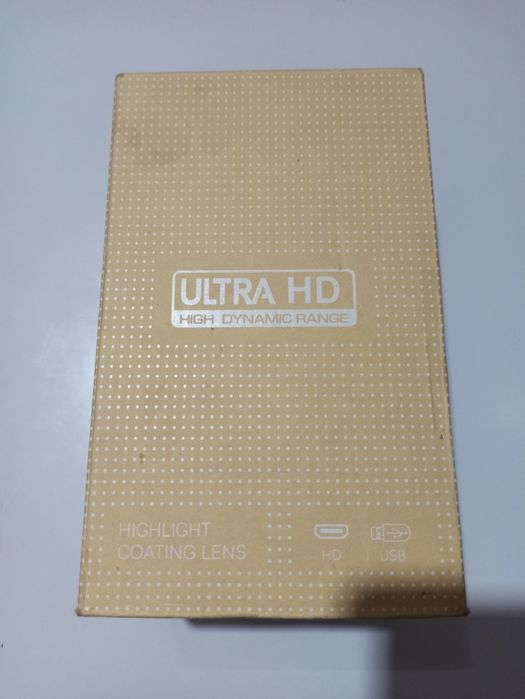 ULTRA HD
HIGH DYNAMIC RANGE
HIGHLIGHT
COATING LENS
HD
USB